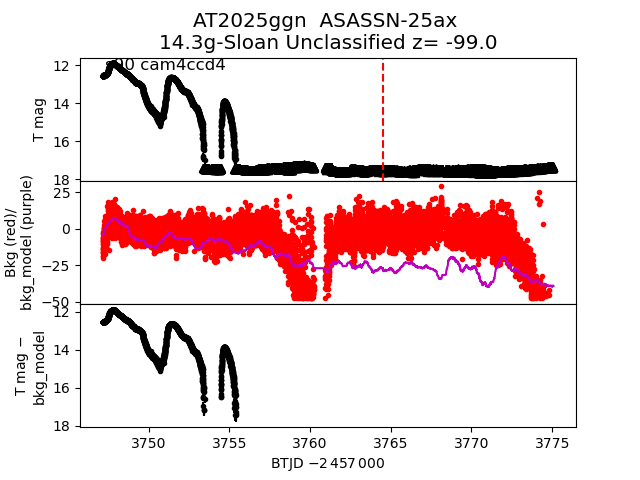 AT2025ggn  ASASSN-25ax
14.3g-Sloan Unclassified z= -99.0
cam4ccd4
T mag
12
14
16
18
Bkg (red)/
bkg_model (purple)
25
0
−25
−50
T mag −
bkg_model
12
14
16
18
3750
3755
3760
3765
3770
3775
BTJD −2 457 000